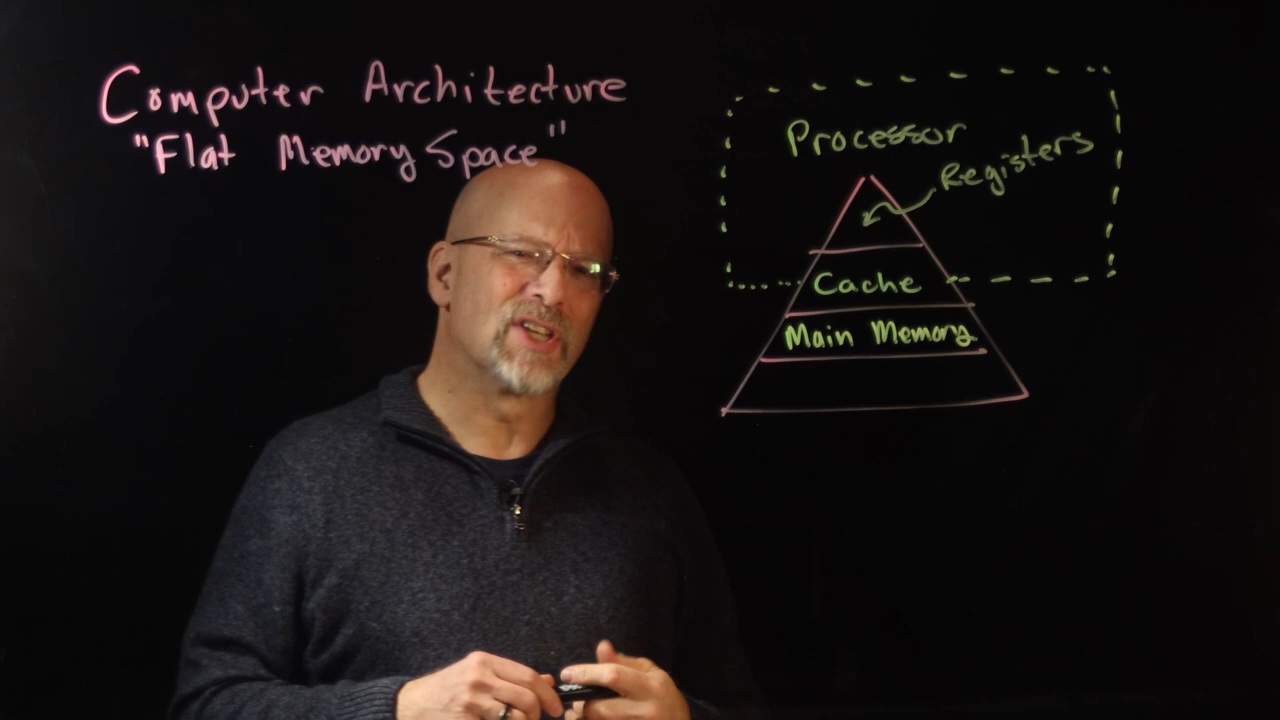 Computer Architecture
"Flat Memory Space"
Processor
Registers
Cache
Main Memory